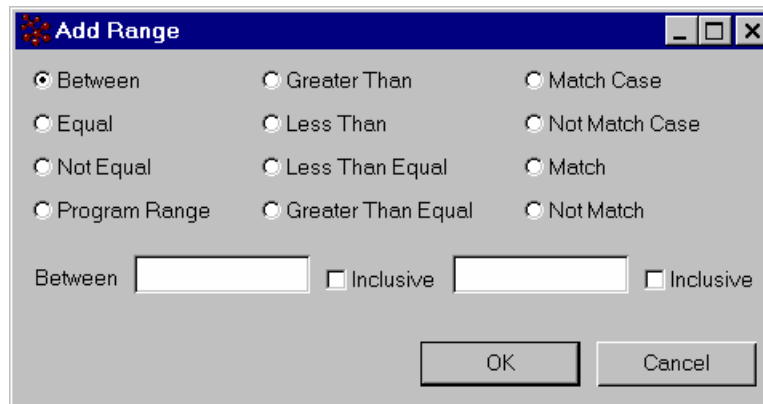 Add Range
Between Greater Than Match Case
Equal Less Than Not Match Case
Not Equal Less Than Equal Match
Program Range Greater Than Equal Not Match
Between Inclusive Inclusive
OK Cancel